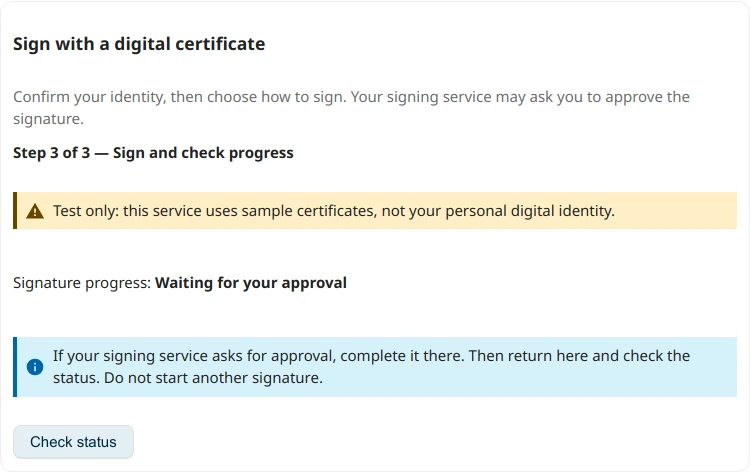 Sign with a digital certificate
Confirm your identity, then choose how to sign. Your signing service may ask you to approve the
signature.
Step 3 of 3 — Sign and check progress
Test only: this service uses sample certificates, not your personal digital identity.
Signature progress: Waiting for your approval
If your signing service asks for approval, complete it there. Then return here and check the
status. Do not start another signature.
Check status